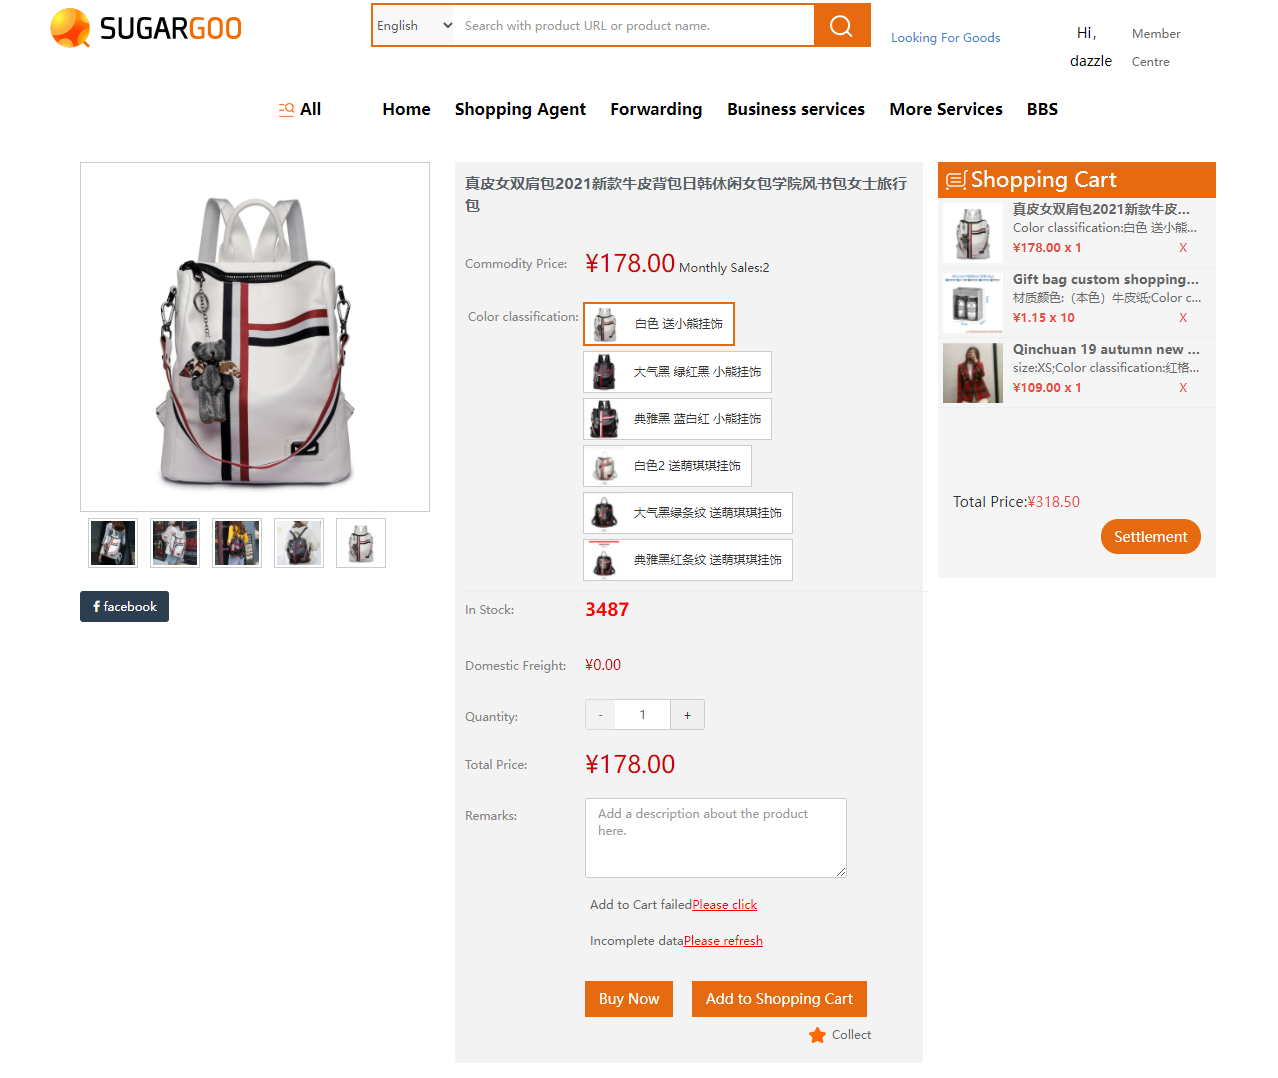 SUGARGOO
English
Search with product URL or product name.
Looking For Goods
Hi,
dazzle
Member
Centre
All
Home
Shopping Agent
Forwarding
Business services
More Services
BBS
facebook
真皮女双肩包2021新款牛皮背包日韩休闲女包学院风书包女士旅行
包
Commodity Price:
¥178.00 Monthly Sales:2
Color classification:
白色 送小熊挂饰
大气黑 绿红黑 小熊挂饰
典雅黑 蓝白红 小熊挂饰
白色2 送萌琪琪挂饰
大气黑绿条纹 送萌琪琪挂饰
典雅黑红条纹 送萌琪琪挂饰
In Stock:
3487
Domestic Freight:
¥0.00
Quantity:
- 1 +
Total Price:
¥178.00
Remarks:
Add a description about the product
here.
Add to Cart failedPlease click
Incomplete dataPlease refresh
Buy Now
Add to Shopping Cart
Collect
Shopping Cart
真皮女双肩包2021新款牛皮...
Color classification:白色 送小熊...
¥178.00 x 1 X
Gift bag custom shopping...
材质颜色:（本色）牛皮纸;Color c...
¥1.15 x 10 X
Qinchuan 19 autumn new ...
size:XS;Color classification:红格...
¥109.00 x 1 X
Total Price:¥318.50
Settlement